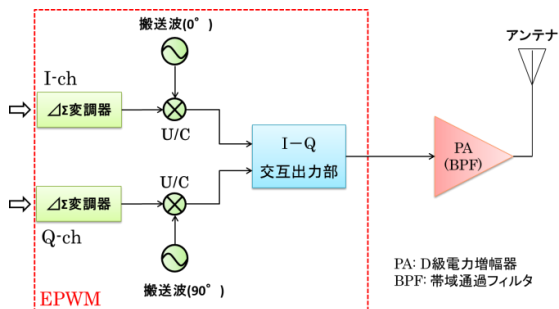 搬送波(0°)
アンテナ
I-ch
⊿Σ変調器
U/C
I－Q
交互出力部
PA
(BPF)
U/C
⊿Σ変調器
Q-ch
搬送波(90°)
EPWM
PA: D級電力増幅器
BPF: 帯域通過フィルタ